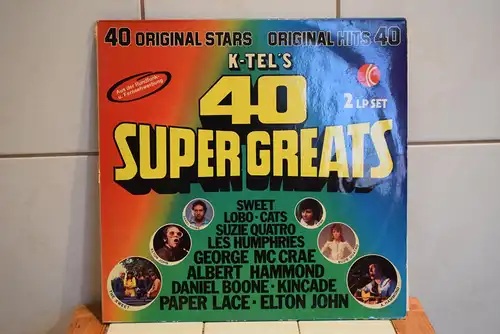 40 ORIGINAL STARS ORIGINAL HITS 40
K-TEL'S
40
SUPER GREATS
Aus der Rundfunk-
u. Fernsehwerbung
K
2 LP SET
SWEET
LOBO·CATS
SUZIE QUATRO
LES HUMPHRIES
GEORGE MC CRAE
ALBERT HAMMOND
DANIEL BOONE·KINCADE
PAPER LACE·ELTON JOHN